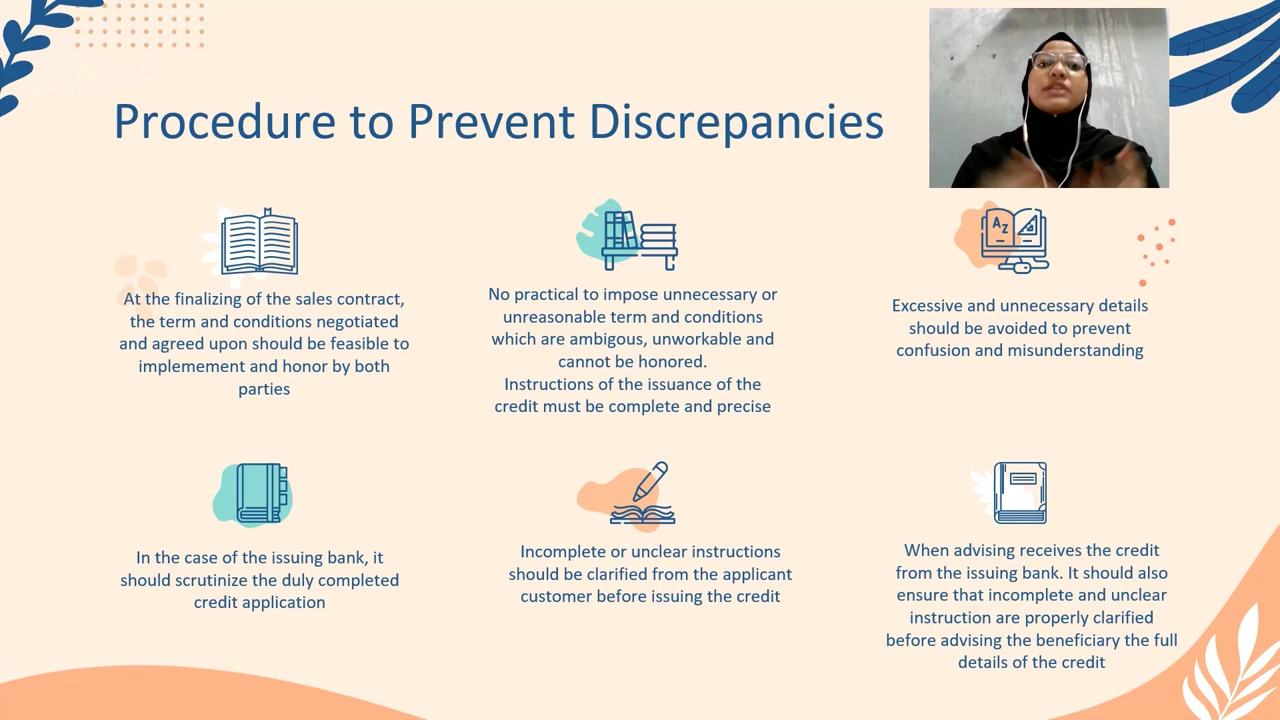 Procedure to Prevent Discrepancies
At the finalizing of the sales contract,
the term and conditions negotiated
and agreed upon should be feasible to
implemement and honor by both
parties
No practical to impose unnecessary or
unreasonable term and conditions
which are ambigous, unworkable and
cannot be honored.
Instructions of the issuance of the
credit must be complete and precise
A Z
Excessive and unnecessary details
should be avoided to prevent
confusion and misunderstanding
In the case of the issuing bank, it
should scrutinize the duly completed
credit application
Incomplete or unclear instructions
should be clarified from the applicant
customer before issuing the credit
When advising receives the credit
from the issuing bank. It should also
ensure that incomplete and unclear
instruction are properly clarified
before advising the beneficiary the full
details of the credit